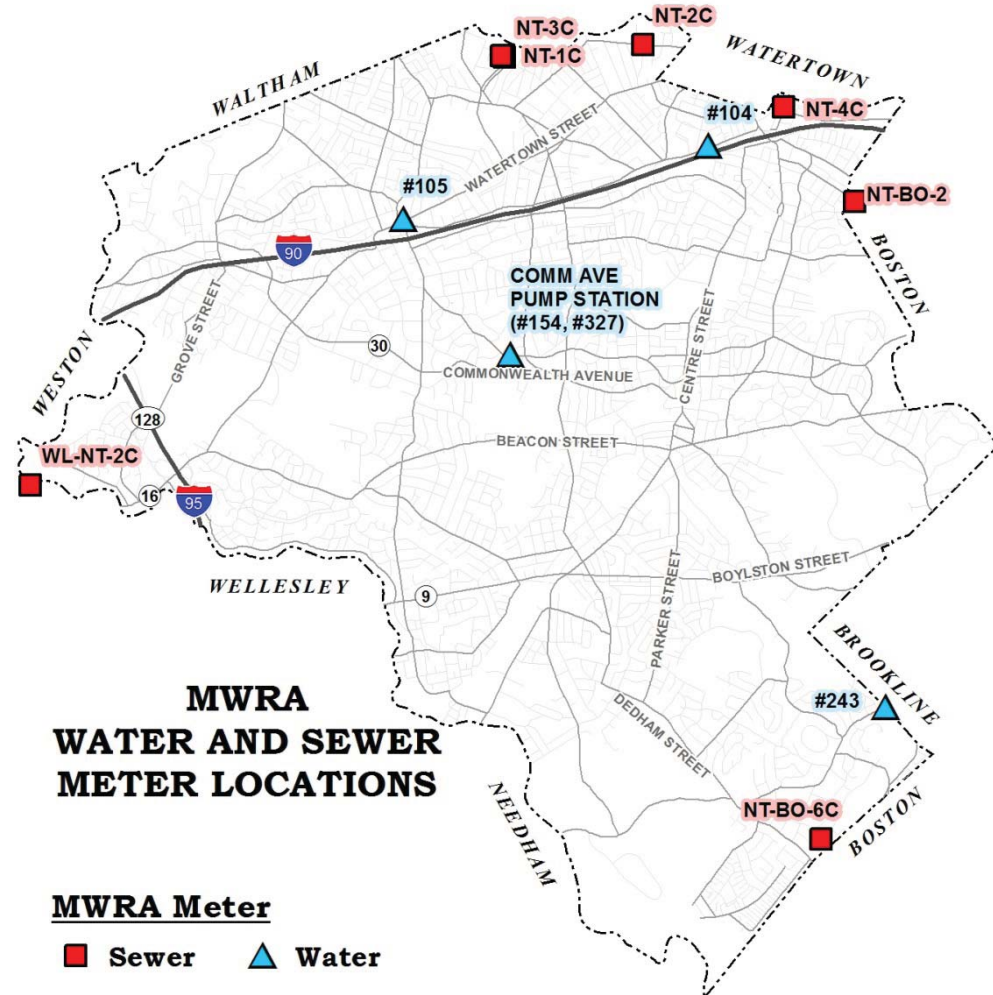 NT-3C
NT-1C
NT-2C
WALTHAM
WATERTOWN
NT-4C
#104
WATERTOWN STREET
#105
NT-BO-2
90
BOSTON
COMM AVE
PUMP STATION
(#154, #327)
GROVE STREET
CENTRE STREET
30
COMMONWEALTH AVENUE
WESTON
128
BEACON STREET
WL-NT-2C
16
95
WELLESLEY
BOYLSTON STREET
9
PARKER STREET
BROOKLINE
#243
DEDHAM STREET
MWRA
WATER AND SEWER
METER LOCATIONS
NEEDHAM
NT-BO-6C
BOSTON
MWRA Meter
Sewer
Water